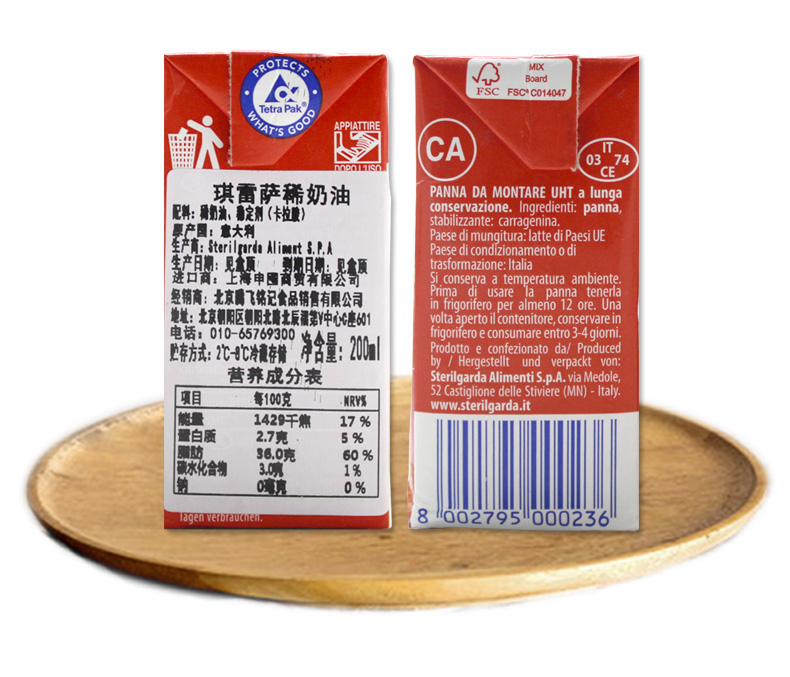 PROTECTS
Tetra Pak®
WHAT'S GOOD
APPIATTIRE
DOPO L'USO
琪雷萨稀奶油
配料：稀奶油、稳定剂（卡拉胶）
原产国：意大利
生产商：Sterilgarda Aliment S.P.A
生产日期：见盒顶 到期日期：见盒顶
进口商：上海申国商贸有限公司
经销商：北京腾飞铭记食品销售有限公司
地址：北京朝阳区朝阳北路北辰福第V中心C座601
电话：010-65769300
贮存方式：2℃-8℃冷藏存储 净含量：200ml
营养成分表
项目 每100克 NRV%
能量 1429千焦 17%
蛋白质 2.7克 5%
脂肪 36.0克 60%
碳水化合物 3.0克 1%
钠 0毫克 0%
Tagen verbrauchen.
FSC
MIX
Board
FSC® C014047
CA
IT
03 74
CE
PANNA DA MONTARE UHT a lunga
conservazione. Ingredienti: panna,
stabilizzante: carragenina.
Paese di mungitura: latte di Paesi UE
Paese di condizionamento o di
trasformazione: Italia
Si conserva a temperatura ambiente.
Prima di usare la panna tenerla
in frigorifero per almeno 12 ore. Una
volta aperto il contenitore, conservare in
frigorifero e consumare entro 3-4 giorni.
Prodotto e confezionato da/ Produced
by / Hergestellt und verpackt von:
Sterilgarda Alimenti S.p.A. via Medole,
52 Castiglione delle Stiviere (MN) - Italy.
www.sterilgarda.it
8 002795 000236